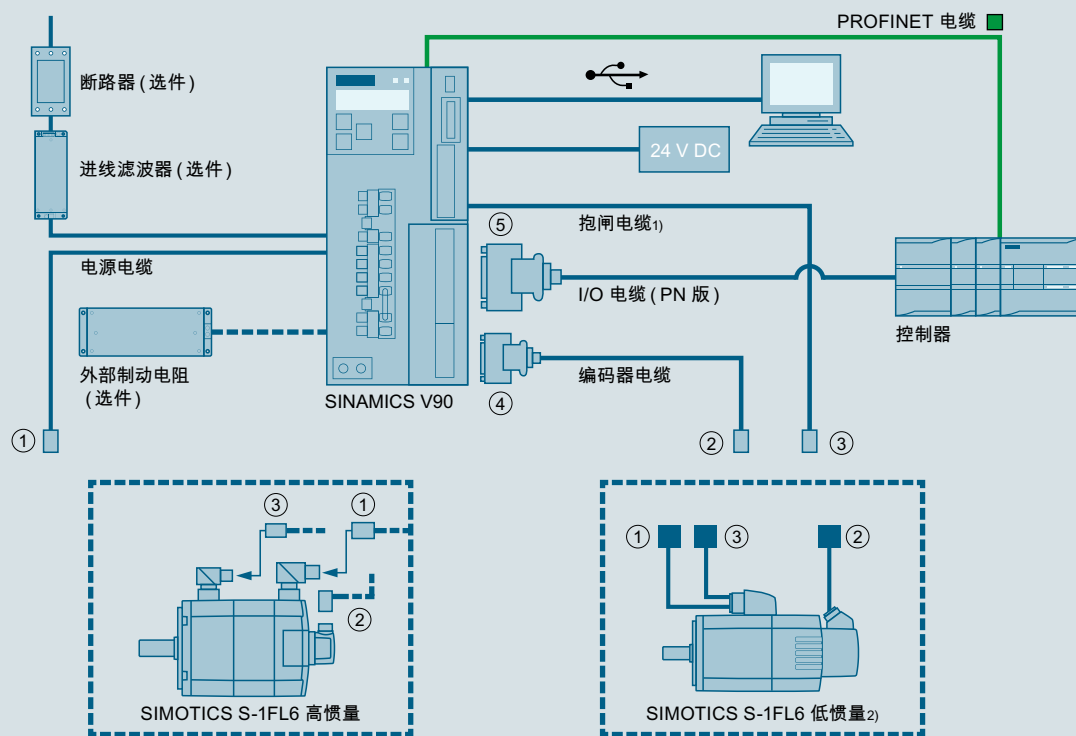 PROFINET 电缆
断路器 (选件)
进线滤波器 (选件)
24 V DC
抱闸电缆1)
⑤
电源电缆
I/O 电缆 (PN 版)
控制器
外部制动电阻
(选件)
编码器电缆
SINAMICS V90
④
①
②
③
③
①
②
SIMOTICS S-1FL6 高惯量
①
③
②
SIMOTICS S-1FL6 低惯量2)